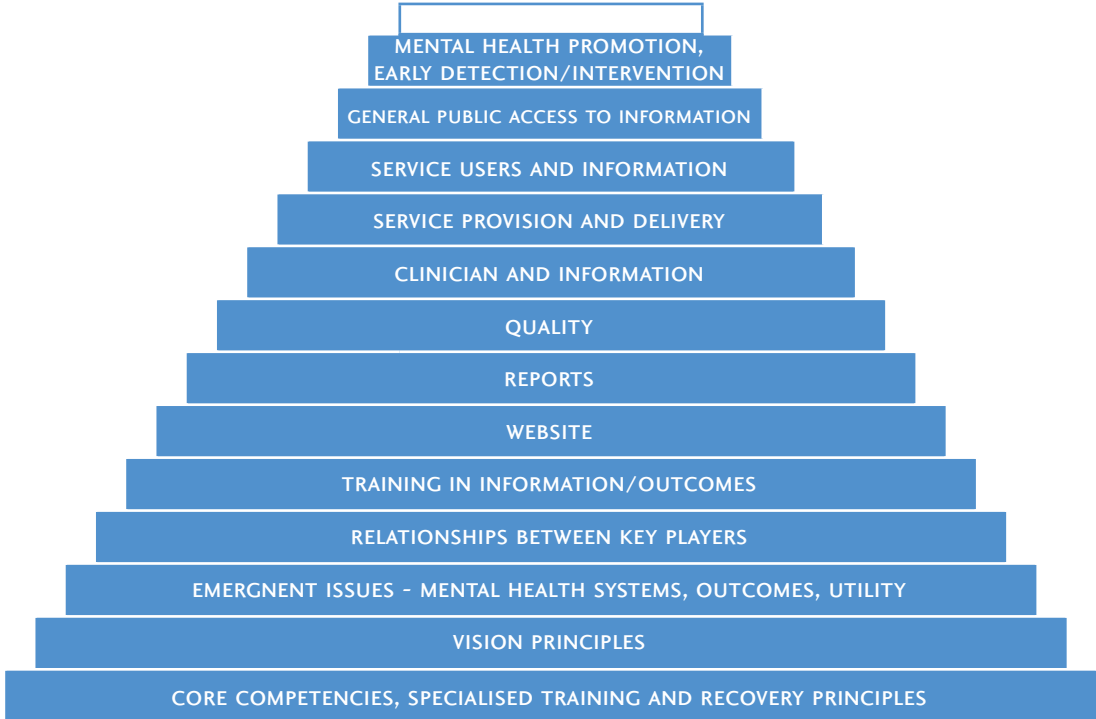 MENTAL HEALTH PROMOTION,
EARLY DETECTION/INTERVENTION
GENERAL PUBLIC ACCESS TO INFORMATION
SERVICE USERS AND INFORMATION
SERVICE PROVISION AND DELIVERY
CLINICIAN AND INFORMATION
QUALITY
REPORTS
WEBSITE
TRAINING IN INFORMATION/OUTCOMES
RELATIONSHIPS BETWEEN KEY PLAYERS
EMERGNENT ISSUES - MENTAL HEALTH SYSTEMS, OUTCOMES, UTILITY
VISION PRINCIPLES
CORE COMPETENCIES, SPECIALISED TRAINING AND RECOVERY PRINCIPLES